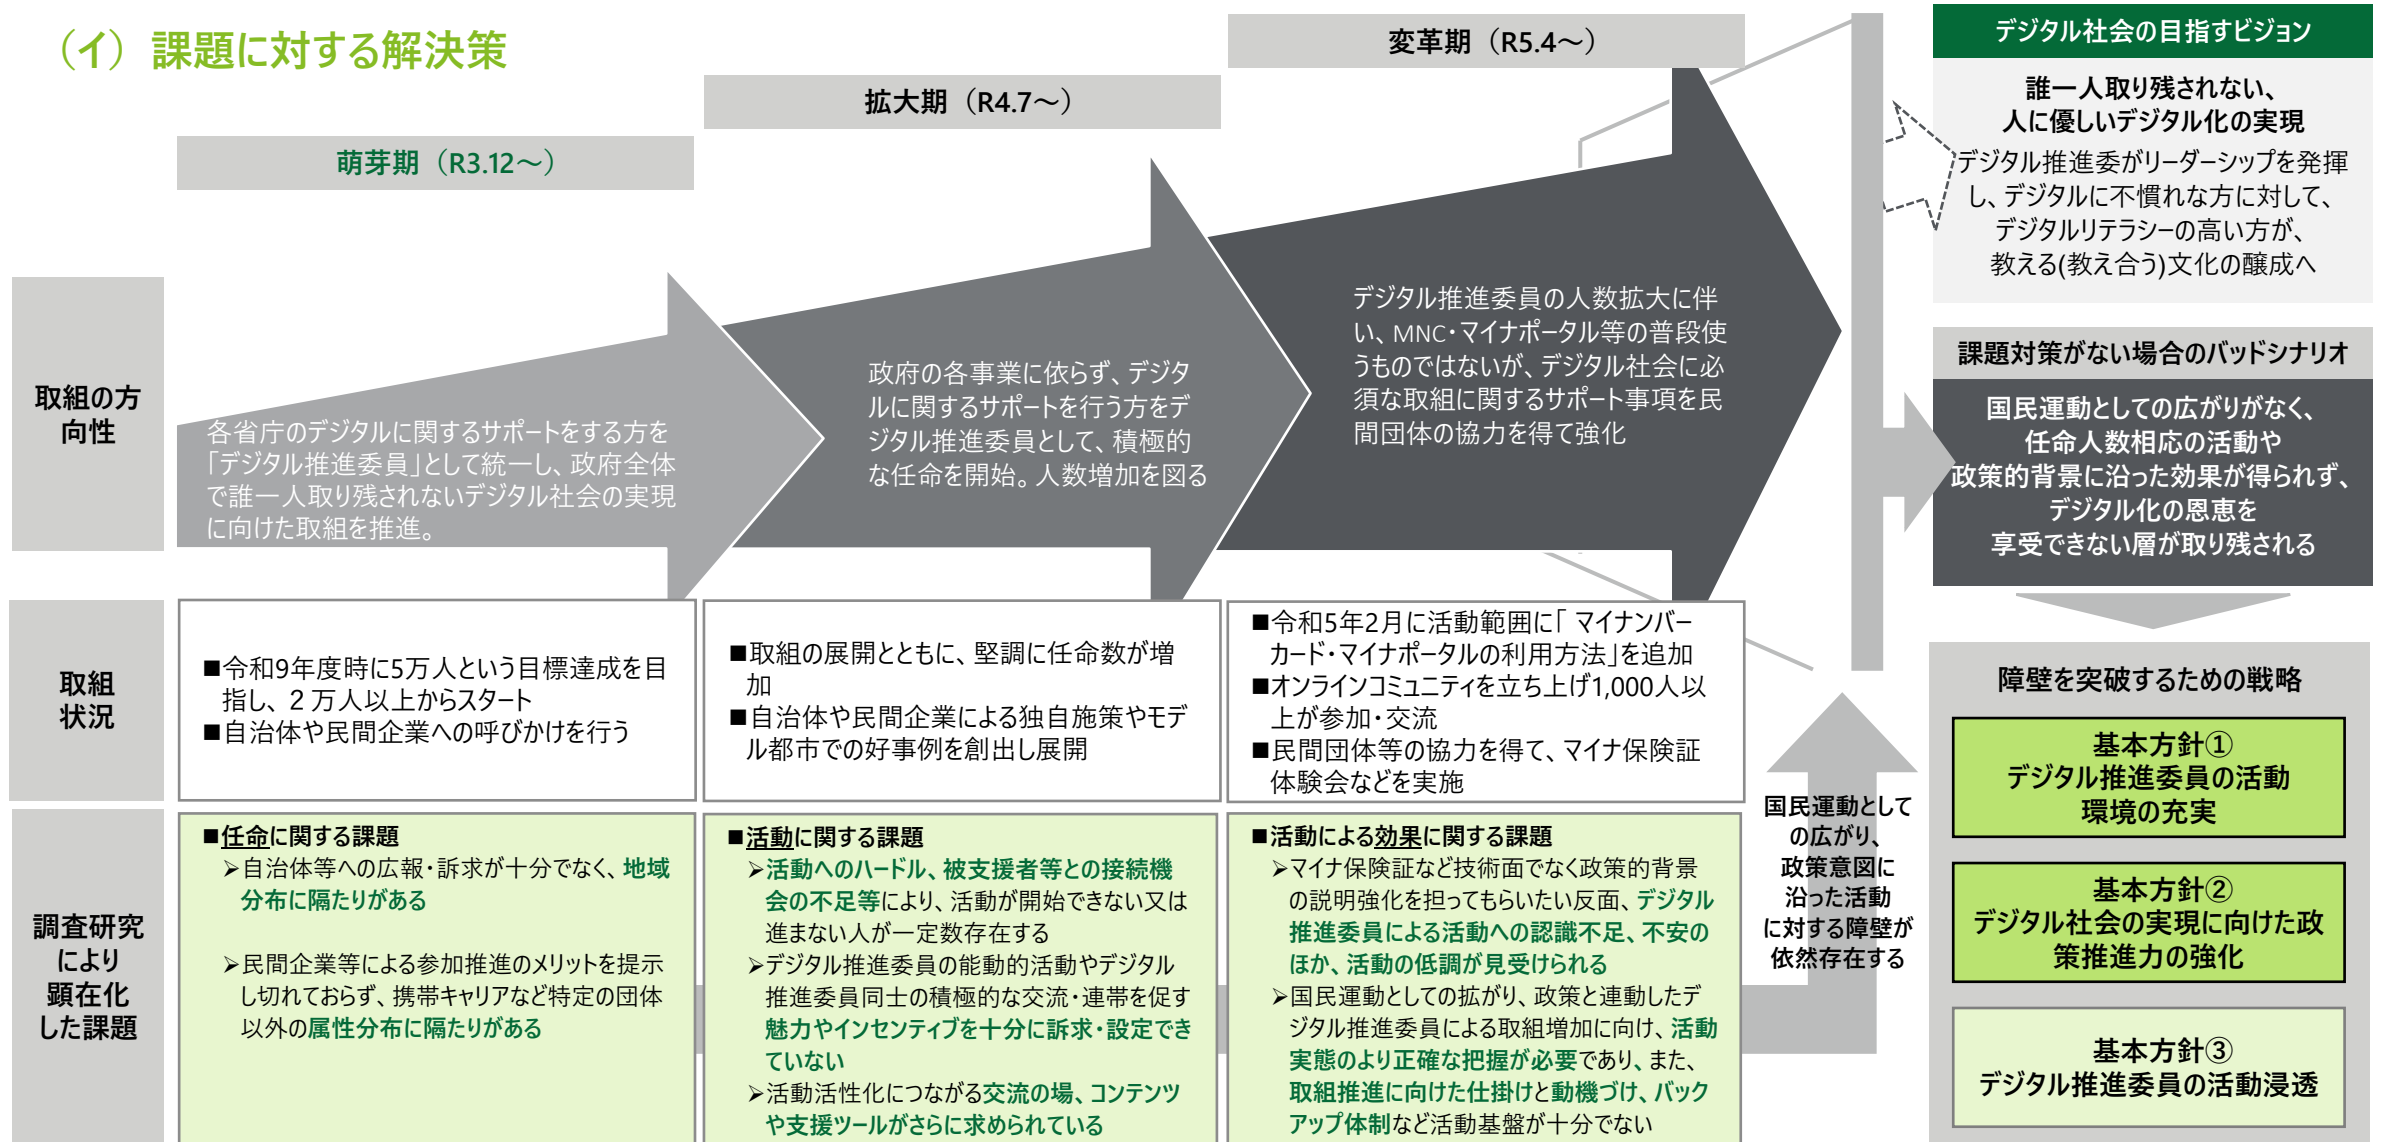 （イ）課題に対する解決策
萌芽期（R3.12～）
拡大期（R4.7～）
変革期（R5.4～）
取組の方
向性
各省庁のデジタルに関するサポートをする方を
「デジタル推進委員」として統一し、政府全体
で誰一人取り残されないデジタル社会の実現
に向けた取組を推進。
政府の各事業に依らず、デジタ
ルに関するサポートを行う方をデ
ジタル推進委員として、積極的
な任命を開始。人数増加を図る
デジタル推進委員の人数拡大に伴
い、MNC・マイナポータル等の普段使
うものではないが、デジタル社会に必
須な取組に関するサポート事項を民
間団体の協力を得て強化
取組
状況
■令和9年度時に5万人という目標達成を目
指し、２万人以上からスタート
■自治体や民間企業への呼びかけを行う
■取組の展開とともに、堅調に任命数が増
加
■自治体や民間企業による独自施策やモデ
ル都市での好事例を創出し展開
■令和5年2月に活動範囲に「 マイナンバー
カード・マイナポータルの利用方法」を追加
■オンラインコミュニティを立ち上げ1,000人以
上が参加・交流
■民間団体等の協力を得て、マイナ保険証
体験会などを実施
調査研究
により
顕在化
した課題
■任命に関する課題
➢自治体等への広報・訴求が十分でなく、地域
分布に隔たりがある
➢民間企業等による参加推進のメリットを提示
し切れておらず、携帯キャリアなど特定の団体
以外の属性分布に隔たりがある
■活動に関する課題
➢活動へのハードル、被支援者等との接続機
会の不足等により、活動が開始できない又は
進まない人が一定数存在する
➢デジタル推進委員の能動的活動やデジタル
推進委員同士の積極的な交流・連帯を促す
魅力やインセンティブを十分に訴求・設定でき
ていない
➢活動活性化につながる交流の場、コンテンツ
や支援ツールがさらに求められている
■活動による効果に関する課題
➢マイナ保険証など技術面でなく政策的背景
の説明強化を担ってもらいたい反面、デジタル
推進委員による活動への認識不足、不安の
ほか、活動の低調が見受けられる
➢国民運動としての拡がり、政策と連動したデ
ジタル推進委員による取組増加に向け、活動
実態のより正確な把握が必要であり、また、
取組推進に向けた仕掛けと動機づけ、バック
アップ体制など活動基盤が十分でない
国民運動として
の広がり、
政策意図に
沿った活動
に対する障壁が
依然存在する
デジタル社会の目指すビジョン
誰一人取り残されない、
人に優しいデジタル化の実現
デジタル推進委がリーダーシップを発揮
し、デジタルに不慣れな方に対して、
デジタルリテラシーの高い方が、
教える(教え合う)文化の醸成へ
課題対策がない場合のバッドシナリオ
国民運動としての広がりがなく、
任命人数相応の活動や
政策的背景に沿った効果が得られず、
デジタル化の恩恵を
享受できない層が取り残される
障壁を突破するための戦略
基本方針①
デジタル推進委員の活動
環境の充実
基本方針②
デジタル社会の実現に向けた政
策推進力の強化
基本方針③
デジタル推進委員の活動浸透